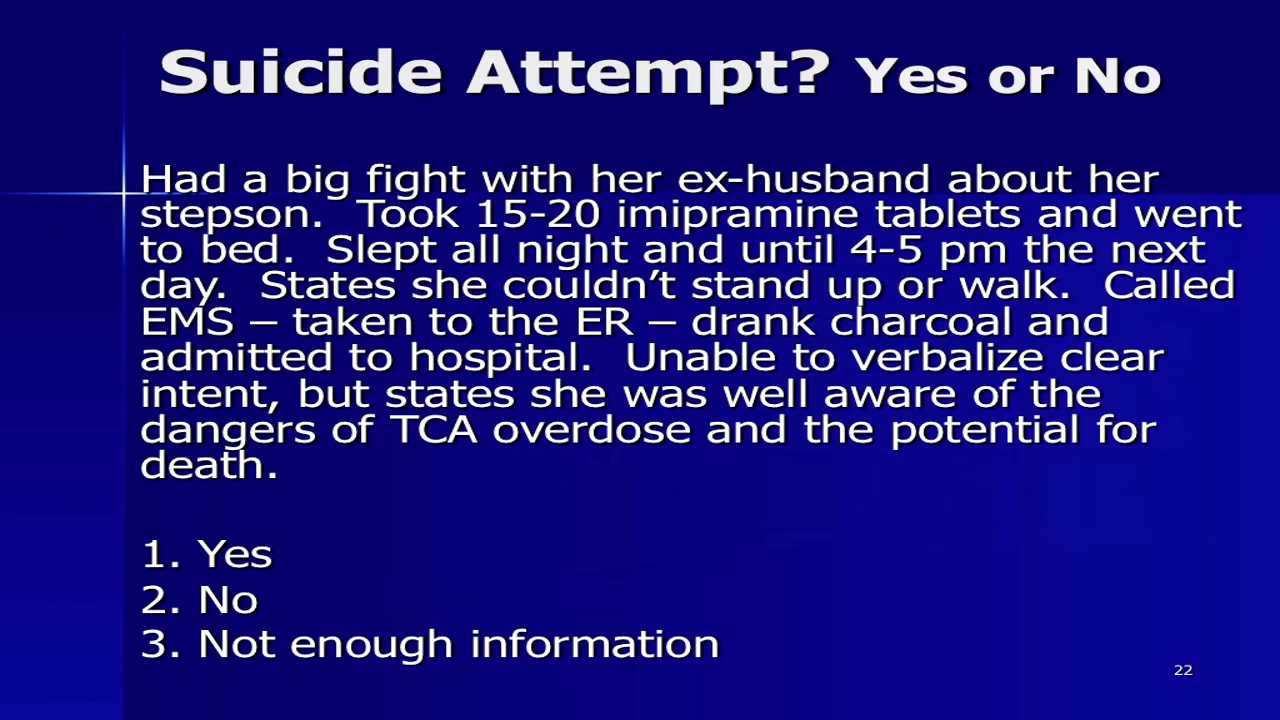 Suicide Attempt? Yes or No
Had a big fight with her ex-husband about her
stepson.  Took 15-20 imipramine tablets and went
to bed.  Slept all night and until 4-5 pm the next
day.  States she couldn’t stand up or walk.  Called
EMS – taken to the ER – drank charcoal and
admitted to hospital.  Unable to verbalize clear
intent, but states she was well aware of the
dangers of TCA overdose and the potential for
death.
1. Yes
2. No
3. Not enough information
22